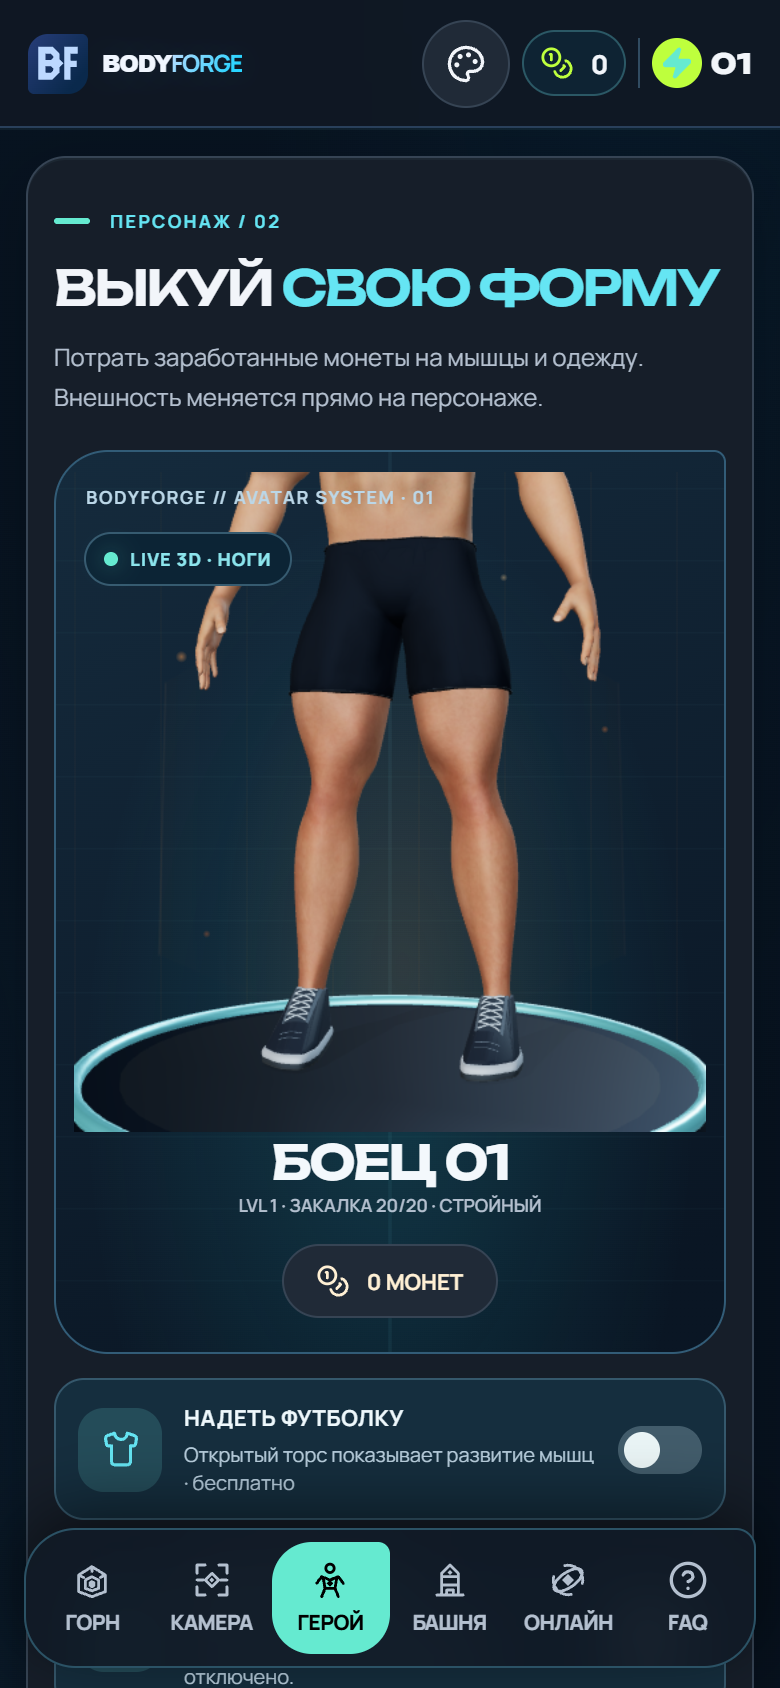 BF BODYFORGE
0
01
ПЕРСОНАЖ / 02
ВЫКУЙ СВОЮ ФОРМУ
Потрать заработанные монеты на мышцы и одежду.
Внешность меняется прямо на персонаже.
BODYFORGE // AVATAR SYSTEM · 01
LIVE 3D · НОГИ
БОЕЦ 01
LVL 1 · ЗАКАЛКА 20/20 · СТРОЙНЫЙ
0 МОНЕТ
НАДЕТЬ ФУТБОЛКУ
Открытый торс показывает развитие мышц
· бесплатно
ГОРН
КАМЕРА
ГЕРОЙ
БАШНЯ
ОНЛАЙН
FAQ
отключено.